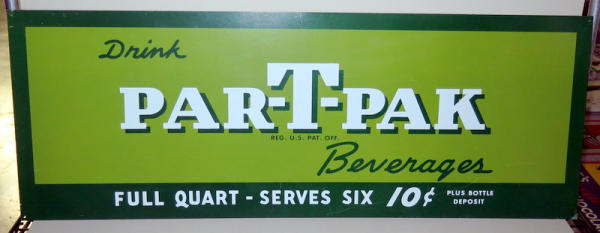 Drink
PAR-T-PAK
REG. U.S. PAT. OFF.
Beverages
FULL QUART - SERVES SIX 10¢ PLUS BOTTLE
DEPOSIT